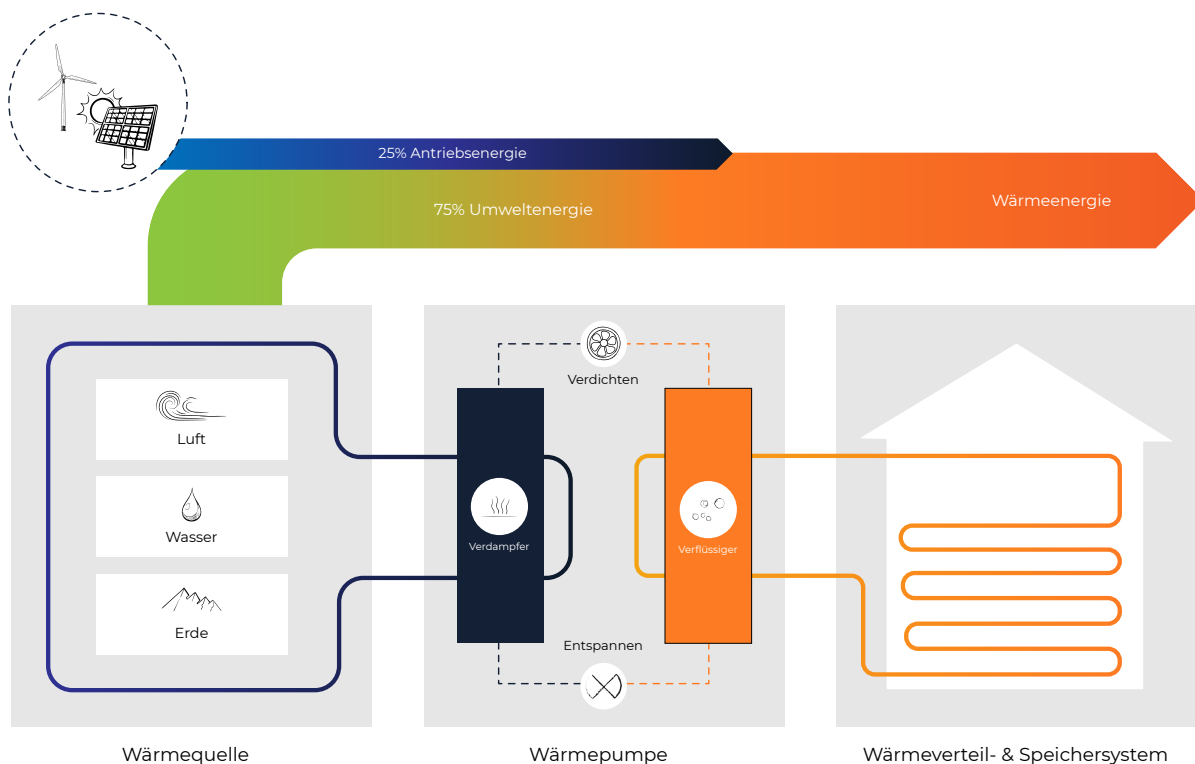 25% Antriebsenergie
75% Umweltenergie
Wärmeenergie
Luft
Wasser
Erde
Verdichten
Verdampfer
Verflüssiger
Entspannen
Wärmequelle
Wärmepumpe
Wärmeverteil- & Speichersystem